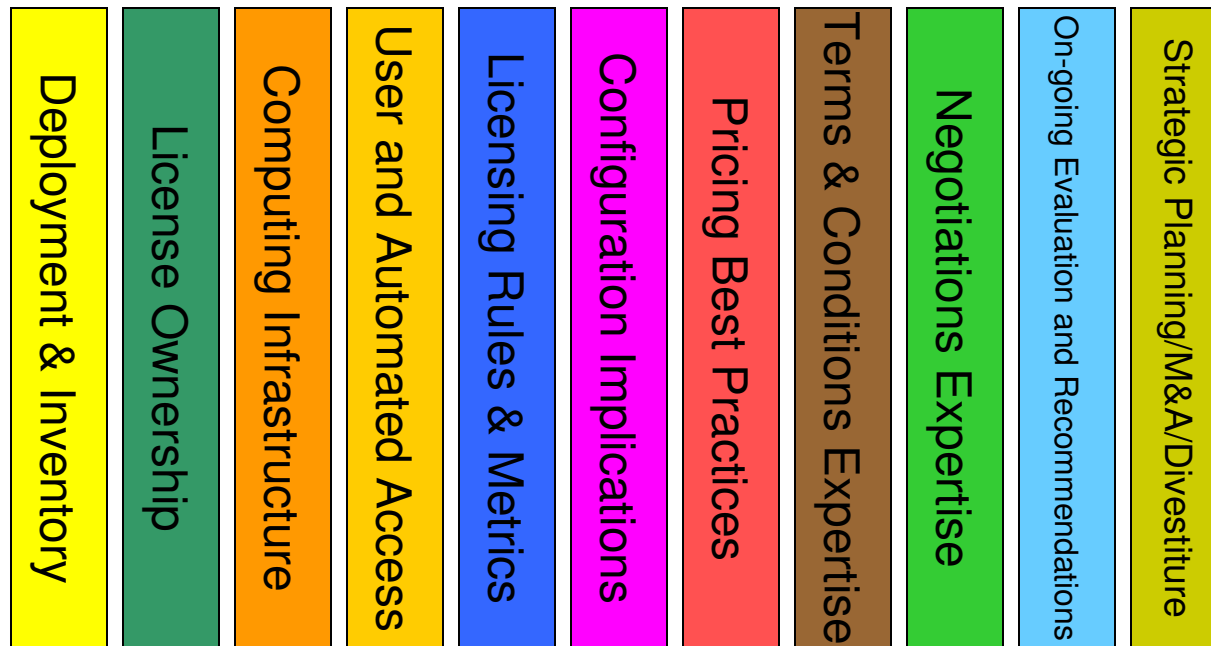 Deployment & Inventory
License Ownership
Computing Infrastructure
User and Automated Access
Licensing Rules & Metrics
Configuration Implications
Pricing Best Practices
Terms & Conditions Expertise
Negotiations Expertise
On-going Evaluation and Recommendations
Strategic Planning/M&A/Divestiture